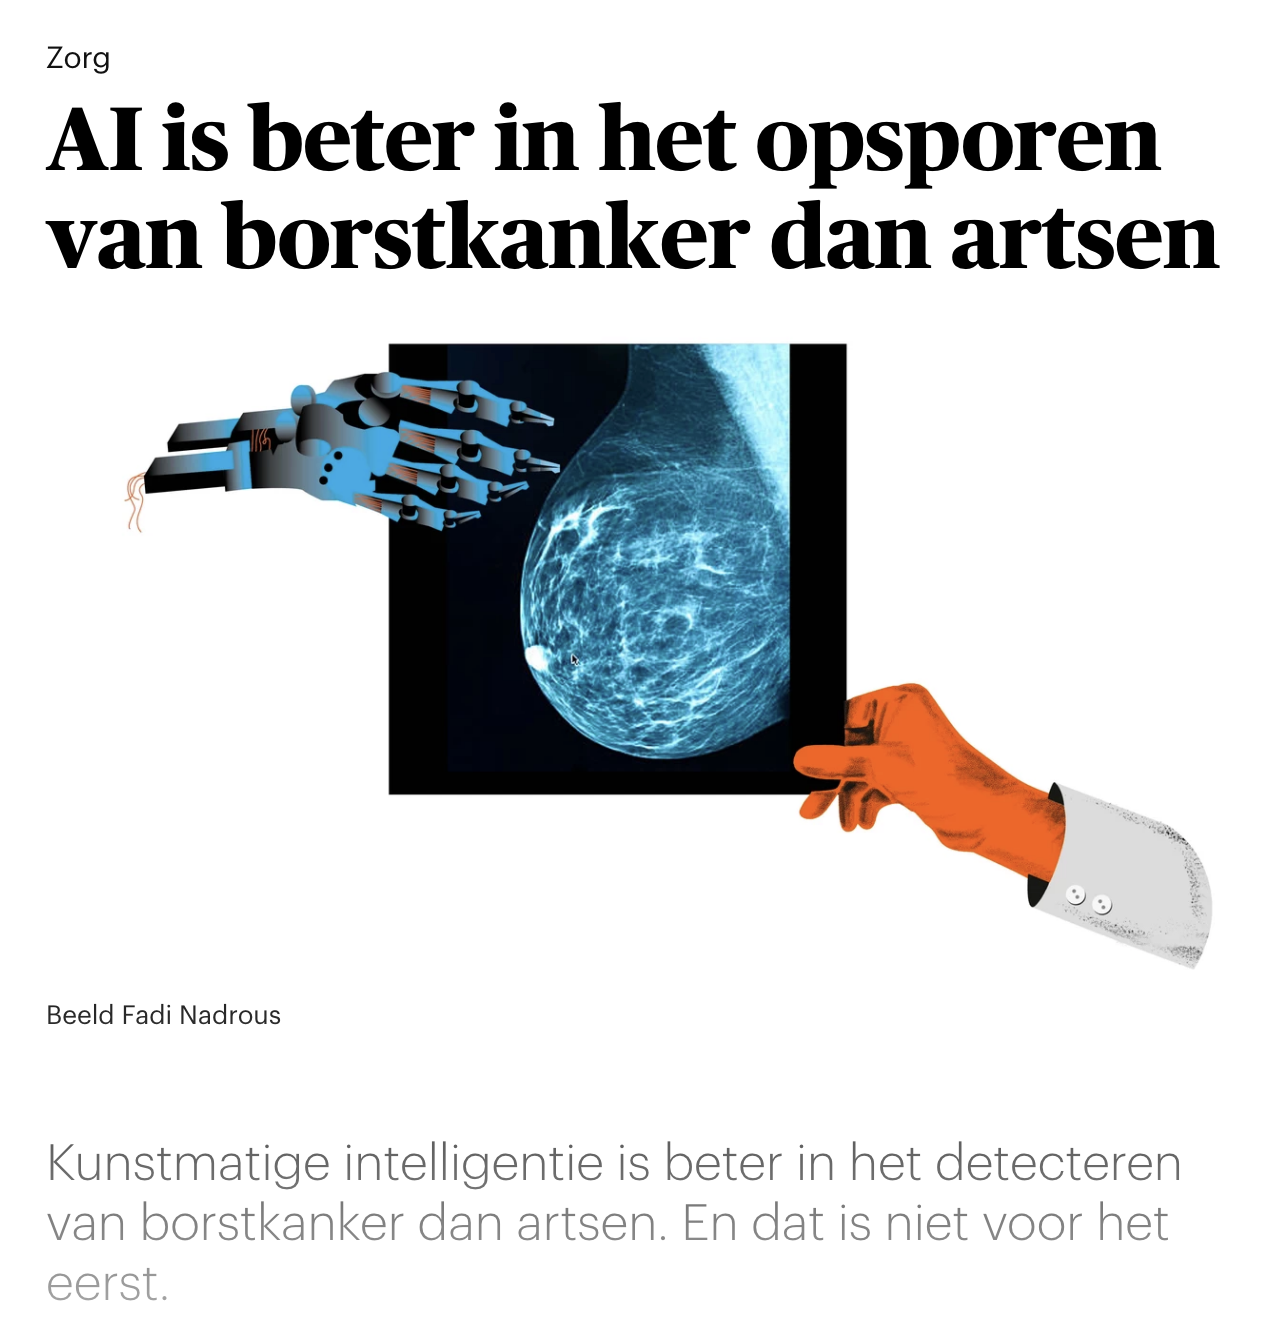 Zorg
AI is beter in het opsporen
van borstkanker dan artsen
Beeld Fadi Nadrous
Kunstmatige intelligentie is beter in het detecteren
van borstkanker dan artsen. En dat is niet voor het
eerst.